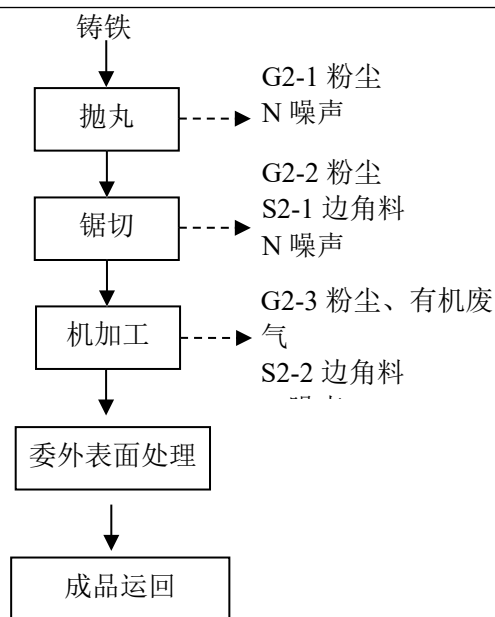 铸铁
抛丸
G2-1 粉尘
N 噪声
锯切
G2-2 粉尘
S2-1 边角料
N 噪声
机加工
G2-3 粉尘、有机废
气
S2-2 边角料
委外表面处理
成品运回